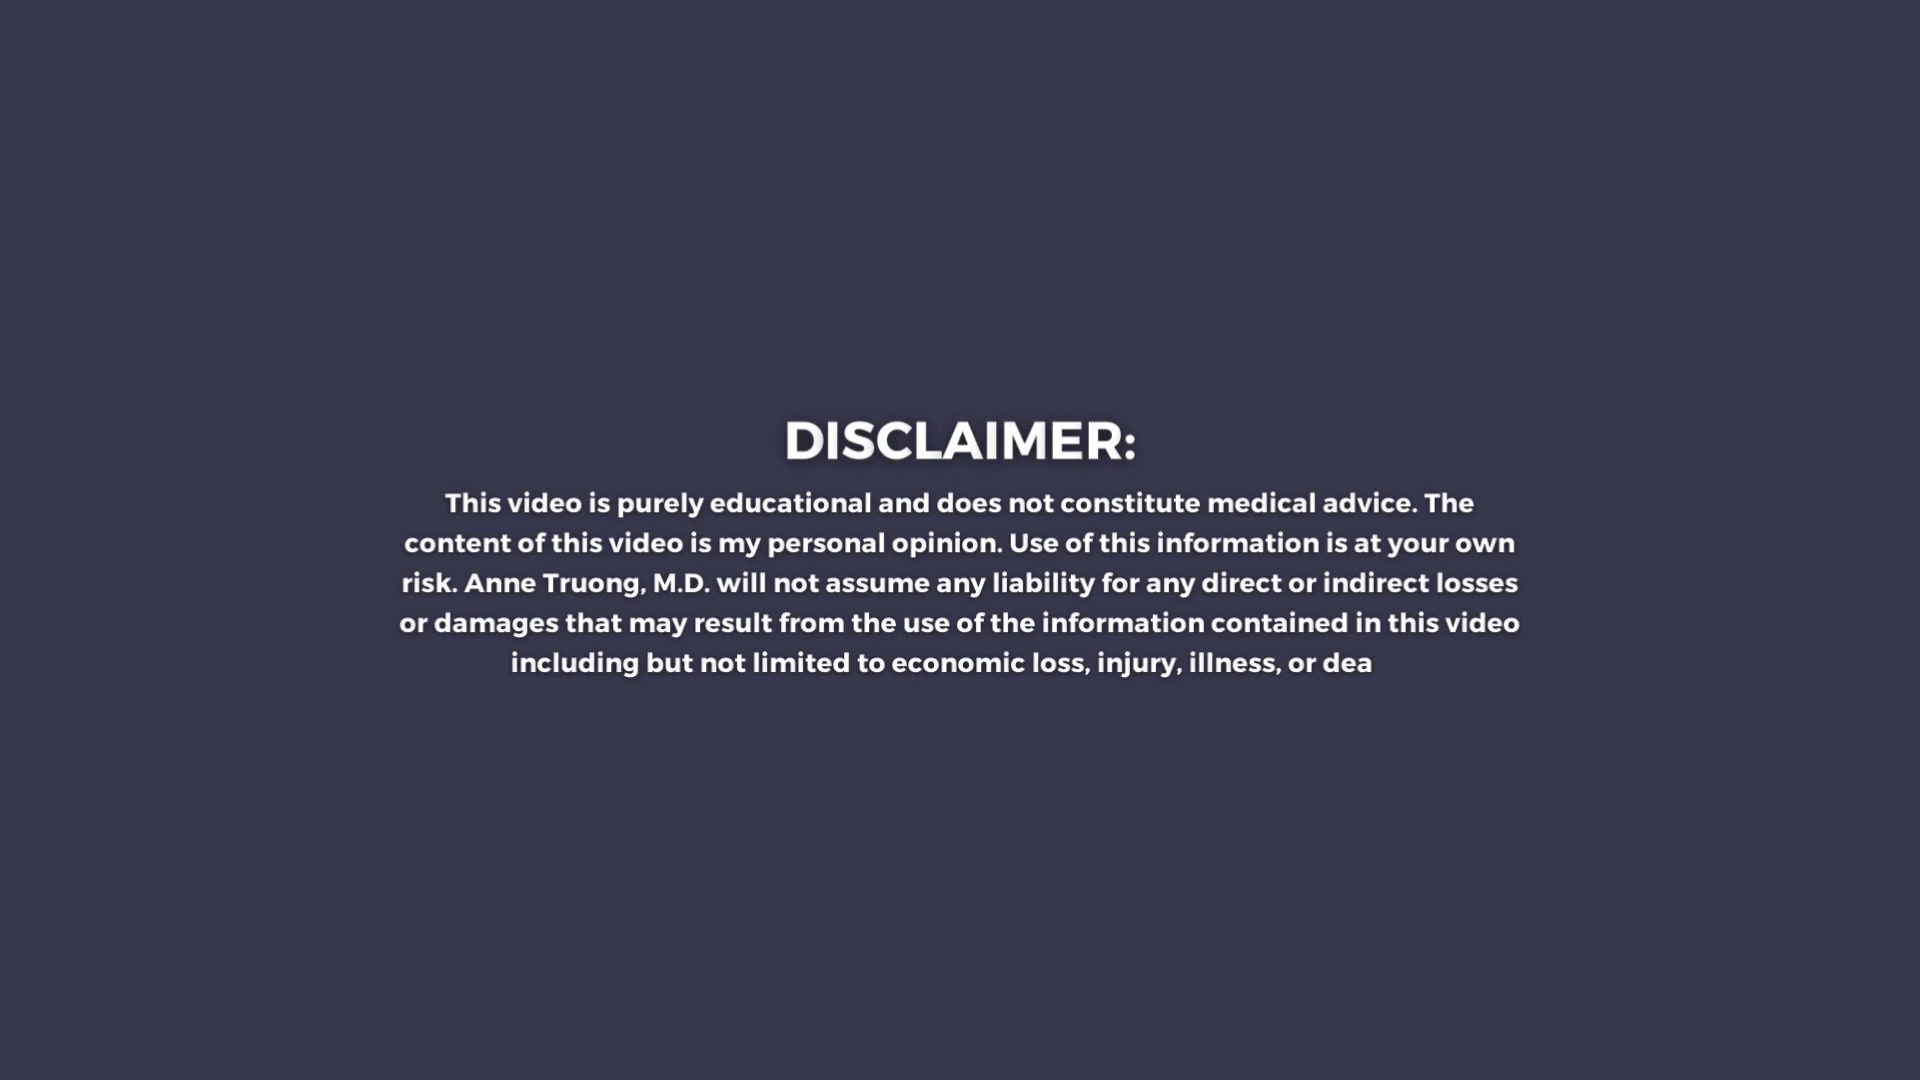 DISCLAIMER:
This video is purely educational and does not constitute medical advice. The
content of this video is my personal opinion. Use of this information is at your own
risk. Anne Truong, M.D. will not assume any liability for any direct or indirect losses
or damages that may result from the use of the information contained in this video
including but not limited to economic loss, injury, illness, or dea